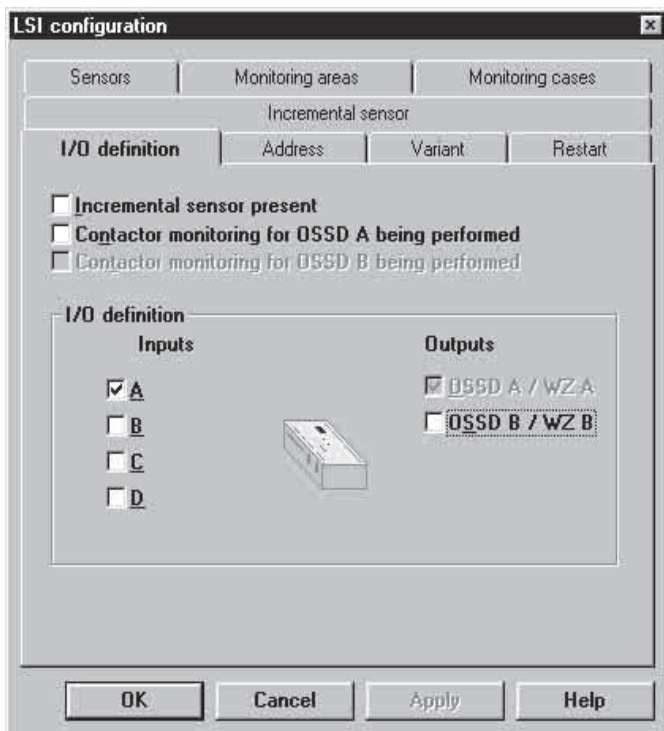 LSI configuration
Sensors Monitoring areas Monitoring cases
Incremental sensor
I/O definition Address Variant Restart
Incremental sensor present
Contactor monitoring for OSSD A being performed
Contactor monitoring for OSSD B being performed
I/O definition
Inputs Outputs
A OSSD A / WZ A
B OSSD B / WZ B
C
D
OK Cancel Apply Help